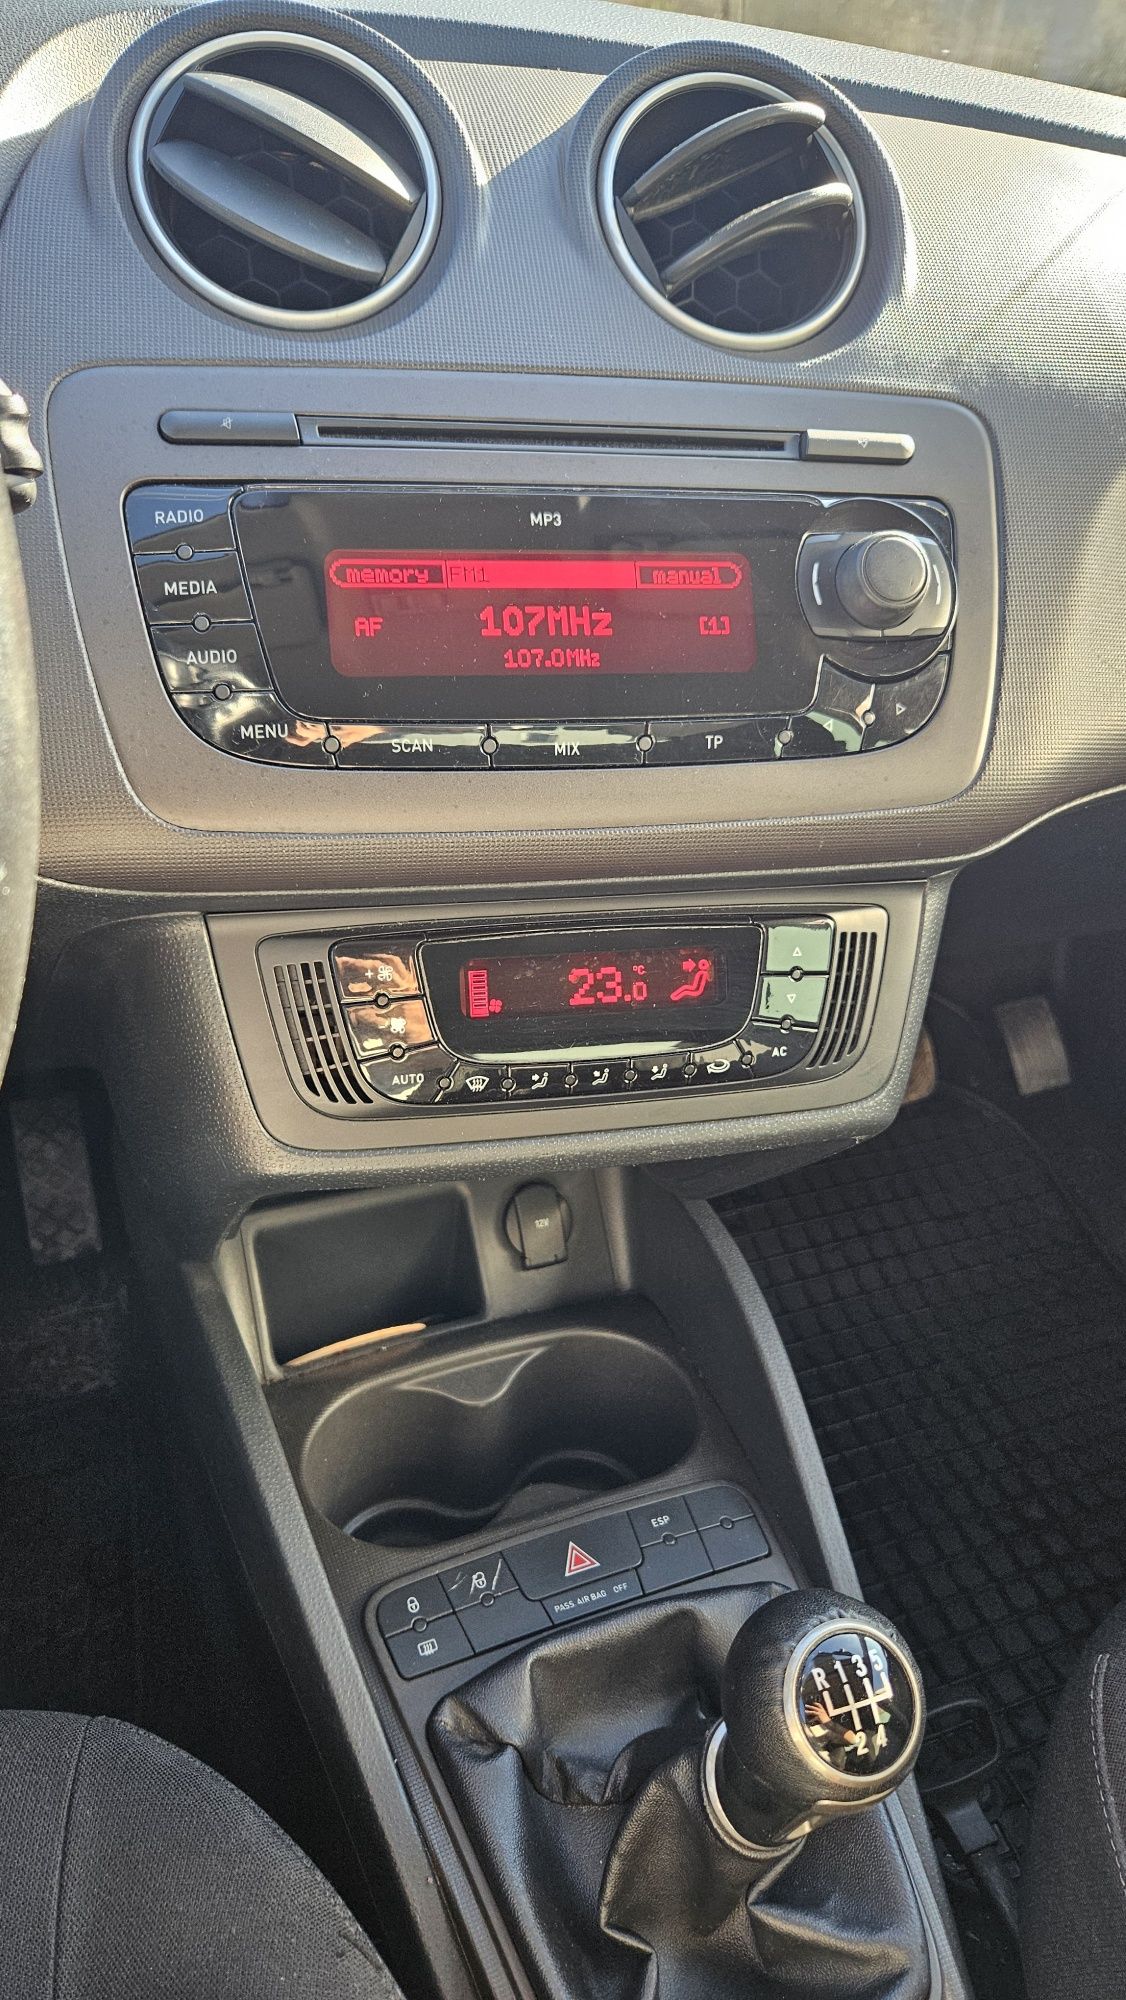 MP3
RADIO
MEDIA
AUDIO
MENU
memory FM1 manual
AF 107MHz [1]
107.0MHz
SCAN MIX TP
23.0 °C
AUTO AC
12V
ESP
PASS AIR BAG OFF
R 1 3 5
2 4